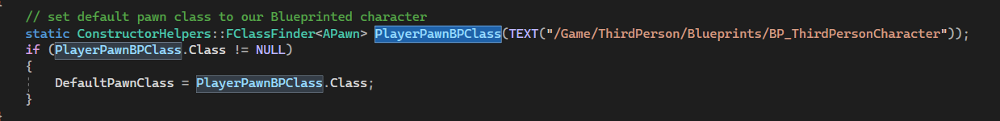 // set default pawn class to our Blueprinted character
static ConstructorHelpers::FClassFinder<APawn> PlayerPawnBPClass(TEXT("/Game/ThirdPerson/Blueprints/BP_ThirdPersonCharacter"));
if (PlayerPawnBPClass.Class != NULL)
{
DefaultPawnClass = PlayerPawnBPClass.Class;
}